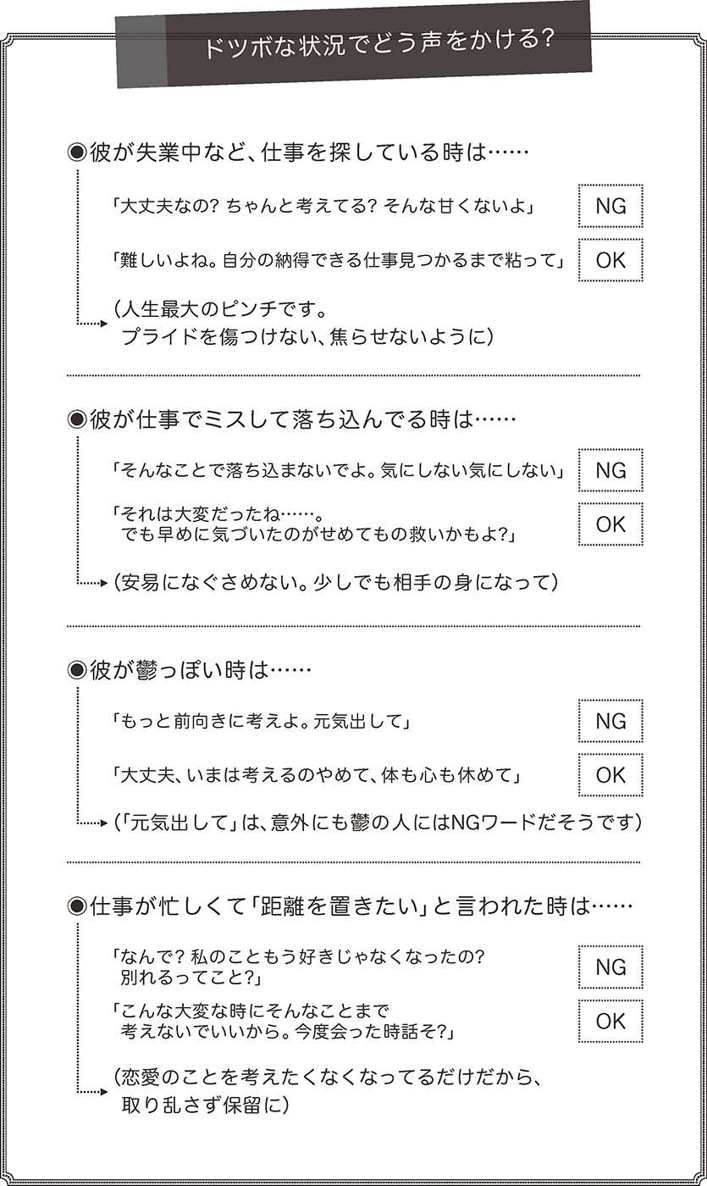 ドツボな状況でどう声をかける？
◉彼が失業中など、仕事を探している時は……
「大丈夫なの？ ちゃんと考えてる？ そんな甘くないよ」
NG
「難しいよね。自分の納得できる仕事見つかるまで粘って」
OK
（人生最大のピンチです。
プライドを傷つけない、焦らせないように）
◉彼が仕事でミスして落ち込んでる時は……
「そんなことで落ち込まないでよ。気にしない気にしない」
NG
「それは大変だったね……。
でも早めに気づいたのがせめてもの救いかもよ？」
OK
（安易になぐさめない。少しでも相手の身になって）
◉彼が鬱っぽい時は……
「もっと前向きに考えよ。元気出して」
NG
「大丈夫、いまは考えるのやめて、体も心も休めて」
OK
（「元気出して」は、意外にも鬱の人にはNGワードだそうです）
◉仕事が忙しくて「距離を置きたい」と言われた時は……
「なんで？ 私のこともう好きじゃなくなったの？
別れるってこと？」
NG
「こんな大変な時にそんなことまで
考えないでいいから。今度会った時話そ？」
OK
（恋愛のことを考えたくなくなってるだけだから、
取り乱さず保留に）